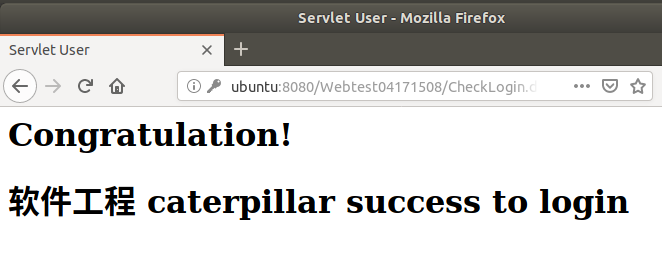 Servlet User - Mozilla Firefox
Servlet User
ubuntu:8080/Webtest04171508/CheckLogin.d
Congratulation!
软件工程 caterpillar success to login